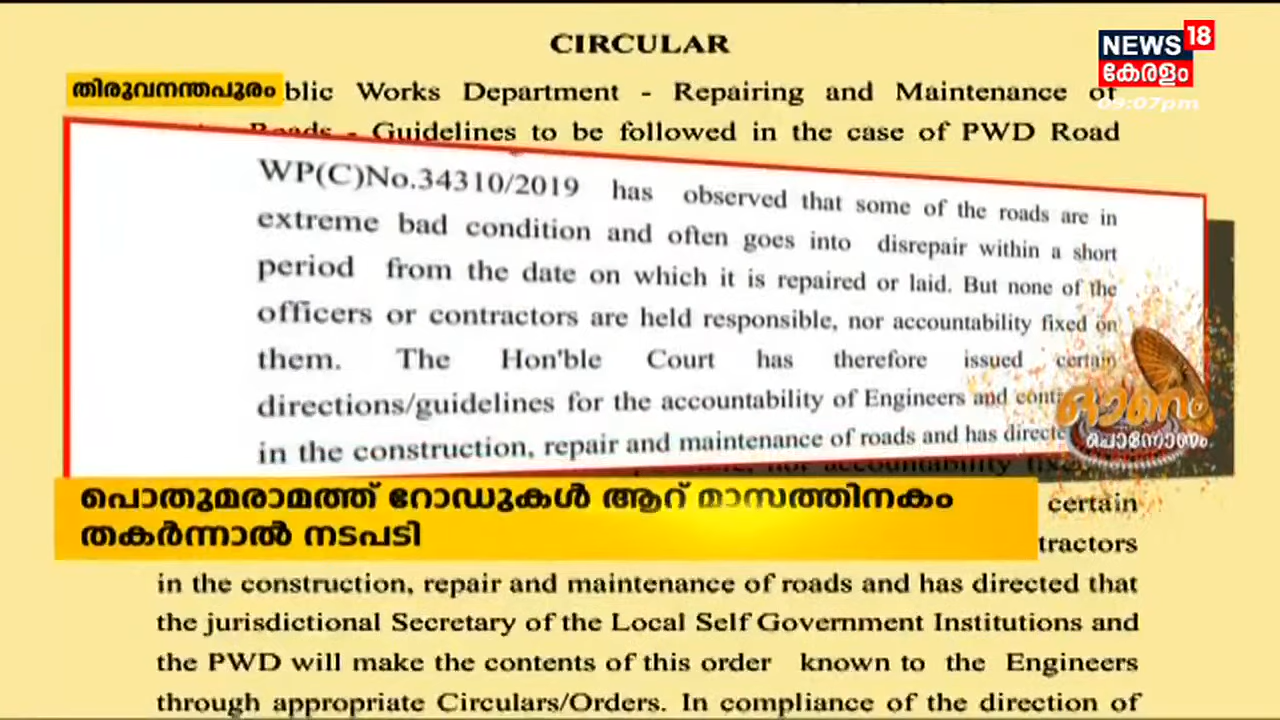 CIRCULAR
NEWS 18
കേരളം
09:07pm
തിരുവനന്തപുരം
blic Works Department - Repairing and Maintenance of
Roads - Guidelines to be followed in the case of PWD Road
WP(C)No.34310/2019 has observed that some of the roads are in
extreme bad condition and often goes into disrepair within a short
period from the date on which it is repaired or laid. But none of the
officers or contractors are held responsible, nor accountability fixed on
them. The Hon'ble Court has therefore issued certain
directions/guidelines for the accountability of Engineers and
in the construction, repair and maintenance of roads and has
ഓണം
പൊന്നോണം
nor accountability
പൊതുമരാമത്ത് റോഡുകൾ ആറ് മാസത്തിനകം
തകർന്നാൽ നടപടി
certain
tractors
in the construction, repair and maintenance of roads and has directed that
the jurisdictional Secretary of the Local Self Government Institutions and
the PWD will make the contents of this order known to the Engineers
through appropriate Circulars/Orders. In compliance of the direction of